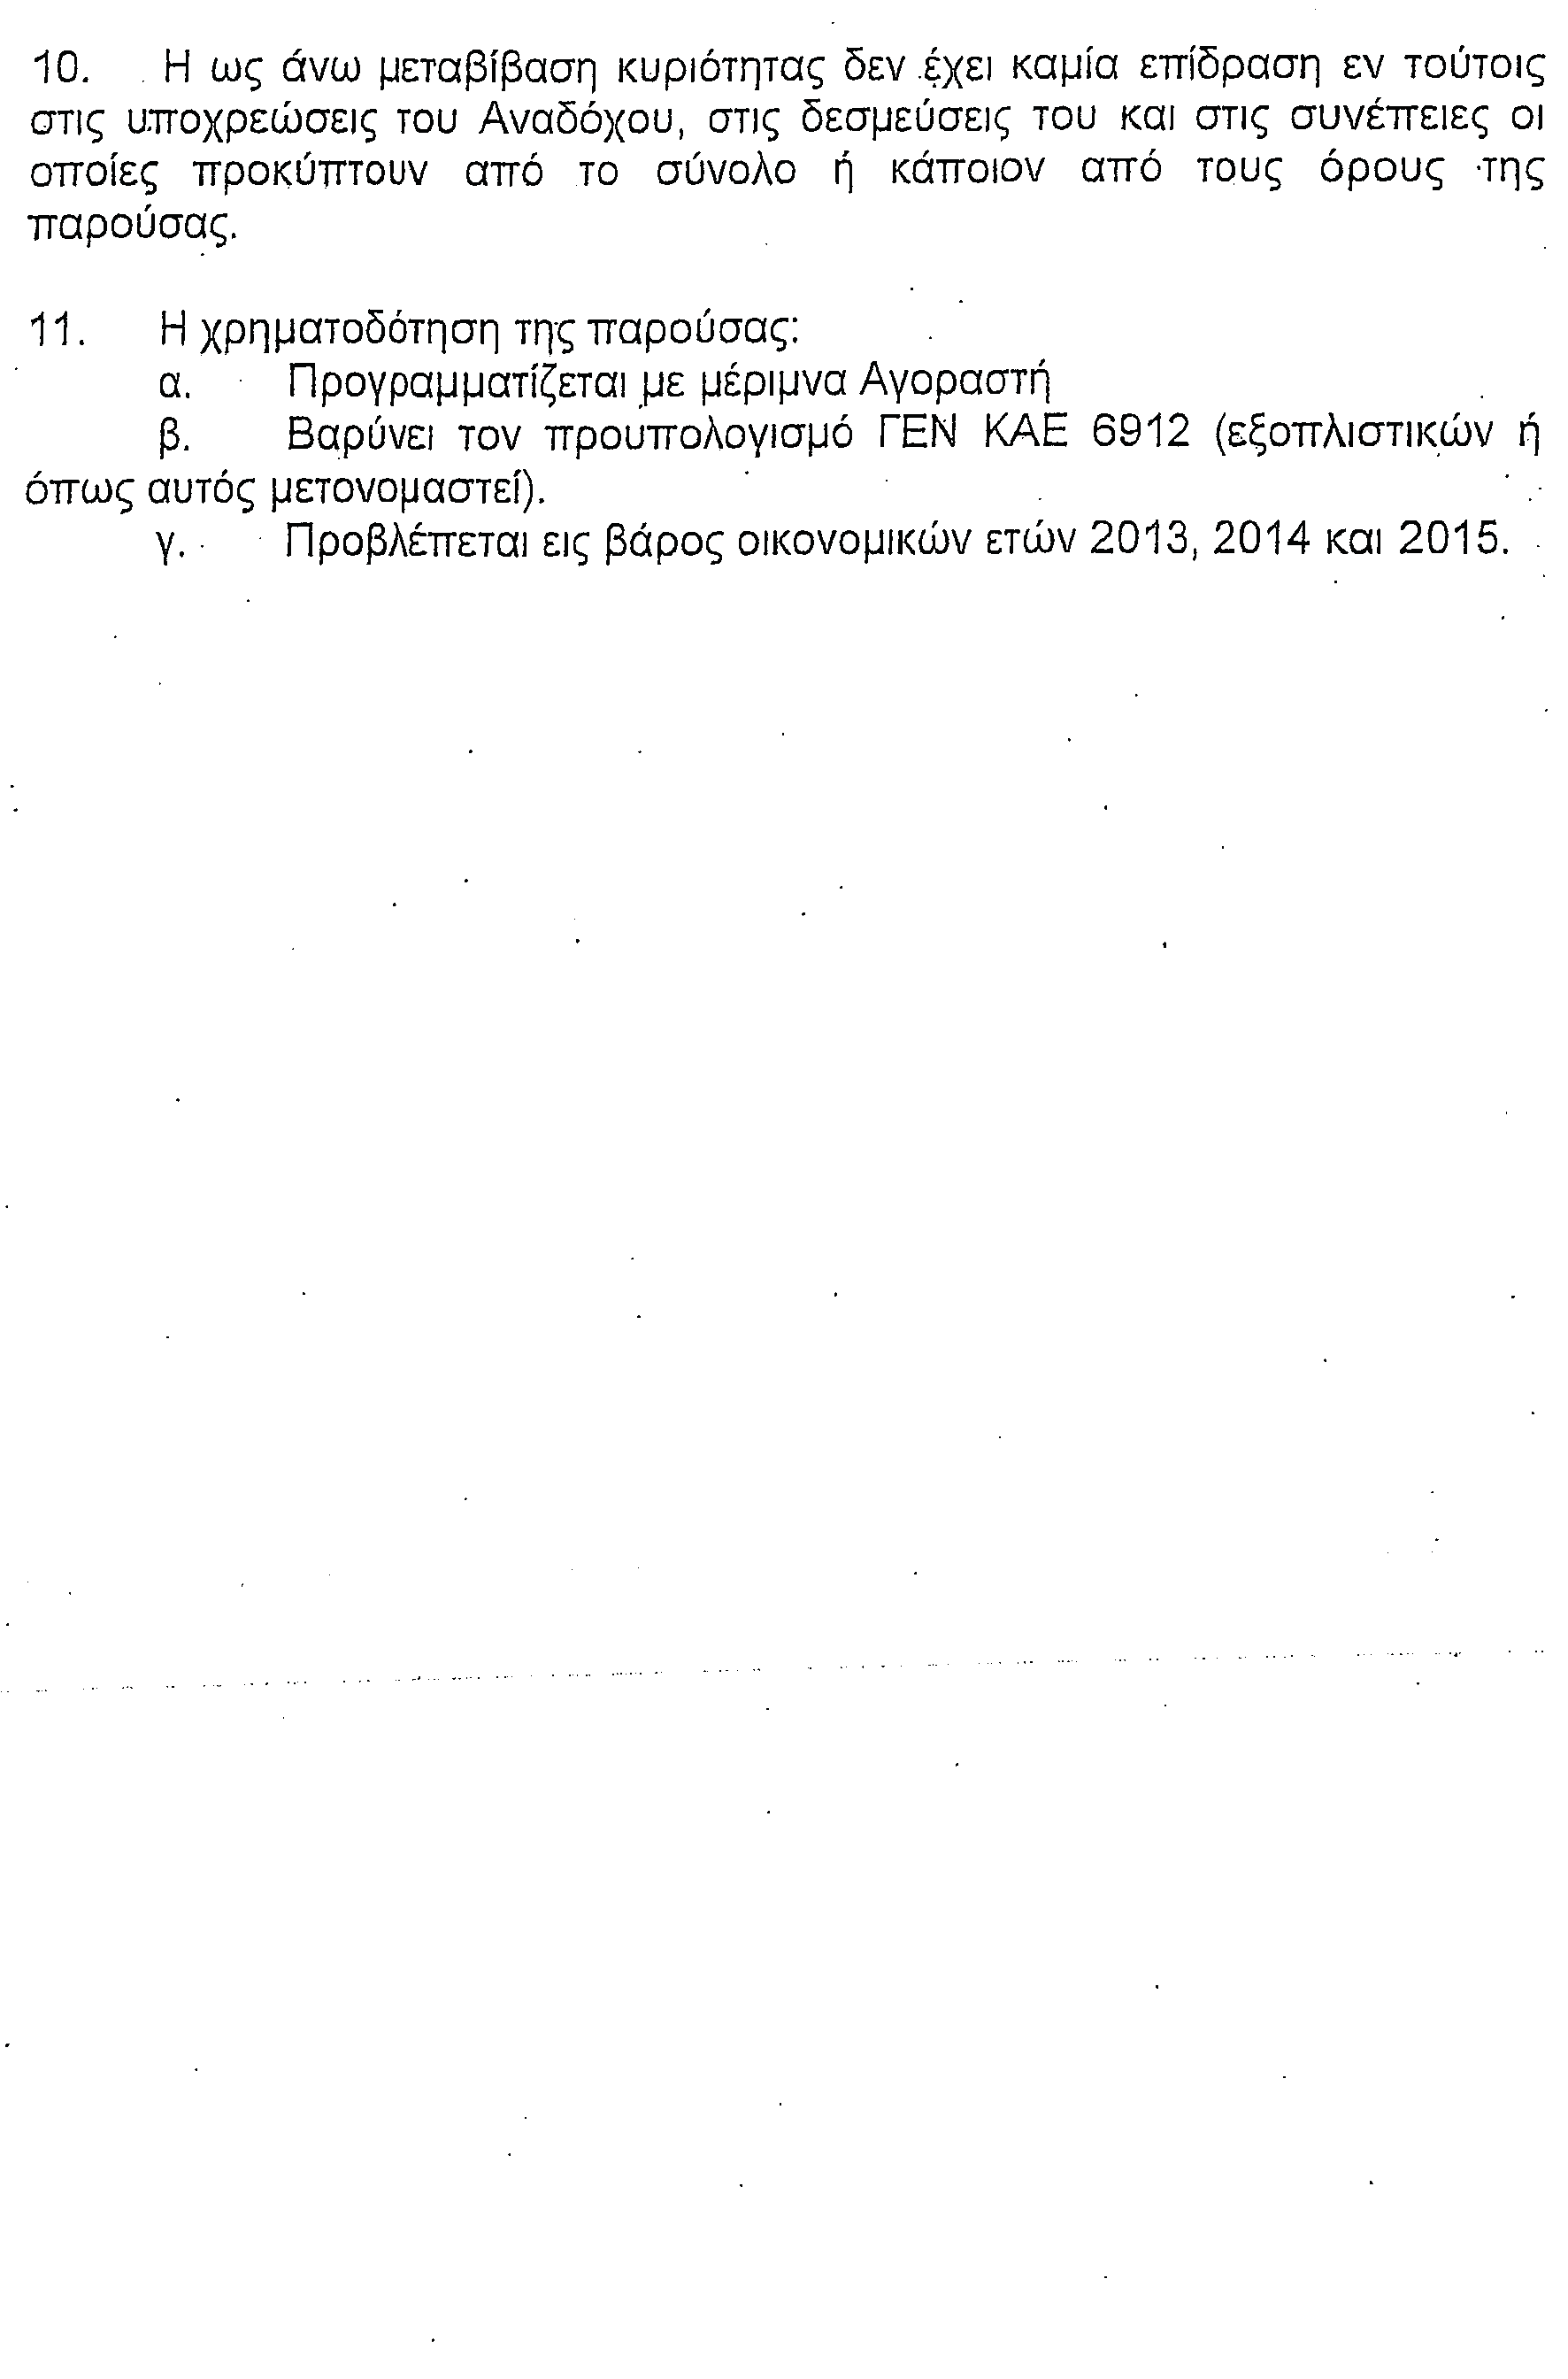 10. Η ως άνω μεταβίβαση κυριότητας δεν έχει καμία επίδραση εν τούτοις
στις υποχρεώσεις του Αναδόχου, στις δεσμεύσεις του και στις συνέπειες οι
οποίες προκύπτουν από το σύνολο ή κάποιον από τους όρους της
παρούσας.
11. Η χρηματοδότηση της παρούσας:
α. Προγραμματίζεται με μέριμνα Αγοραστή
β. Βαρύνει τον προυπολογισμό ΓΕΝ ΚΑΕ 6912 (εξοπλιστικών ή
όπως αυτός μετονομαστεί).
γ. Προβλέπεται εις βάρος οικονομικών ετών 2013, 2014 και 2015.